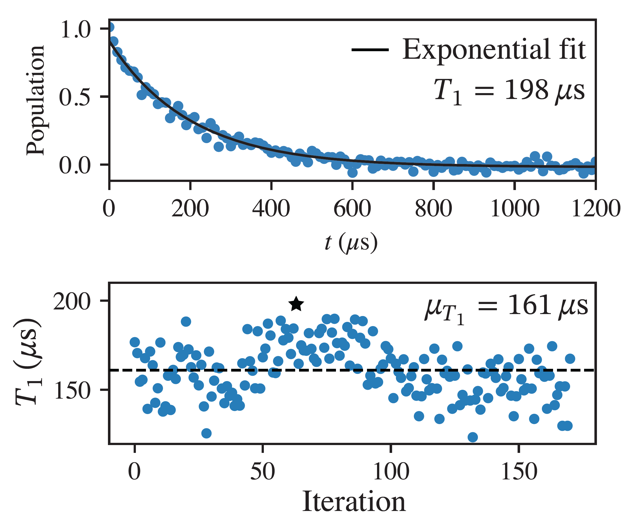 1.0
0.5
0.0
Population
Exponential fit
T₁ = 198 μs
0 200 400 600 800 1000 1200
t (μs)
200
150
T₁ (μs)
μ_T₁ = 161 μs
0 50 100 150
Iteration